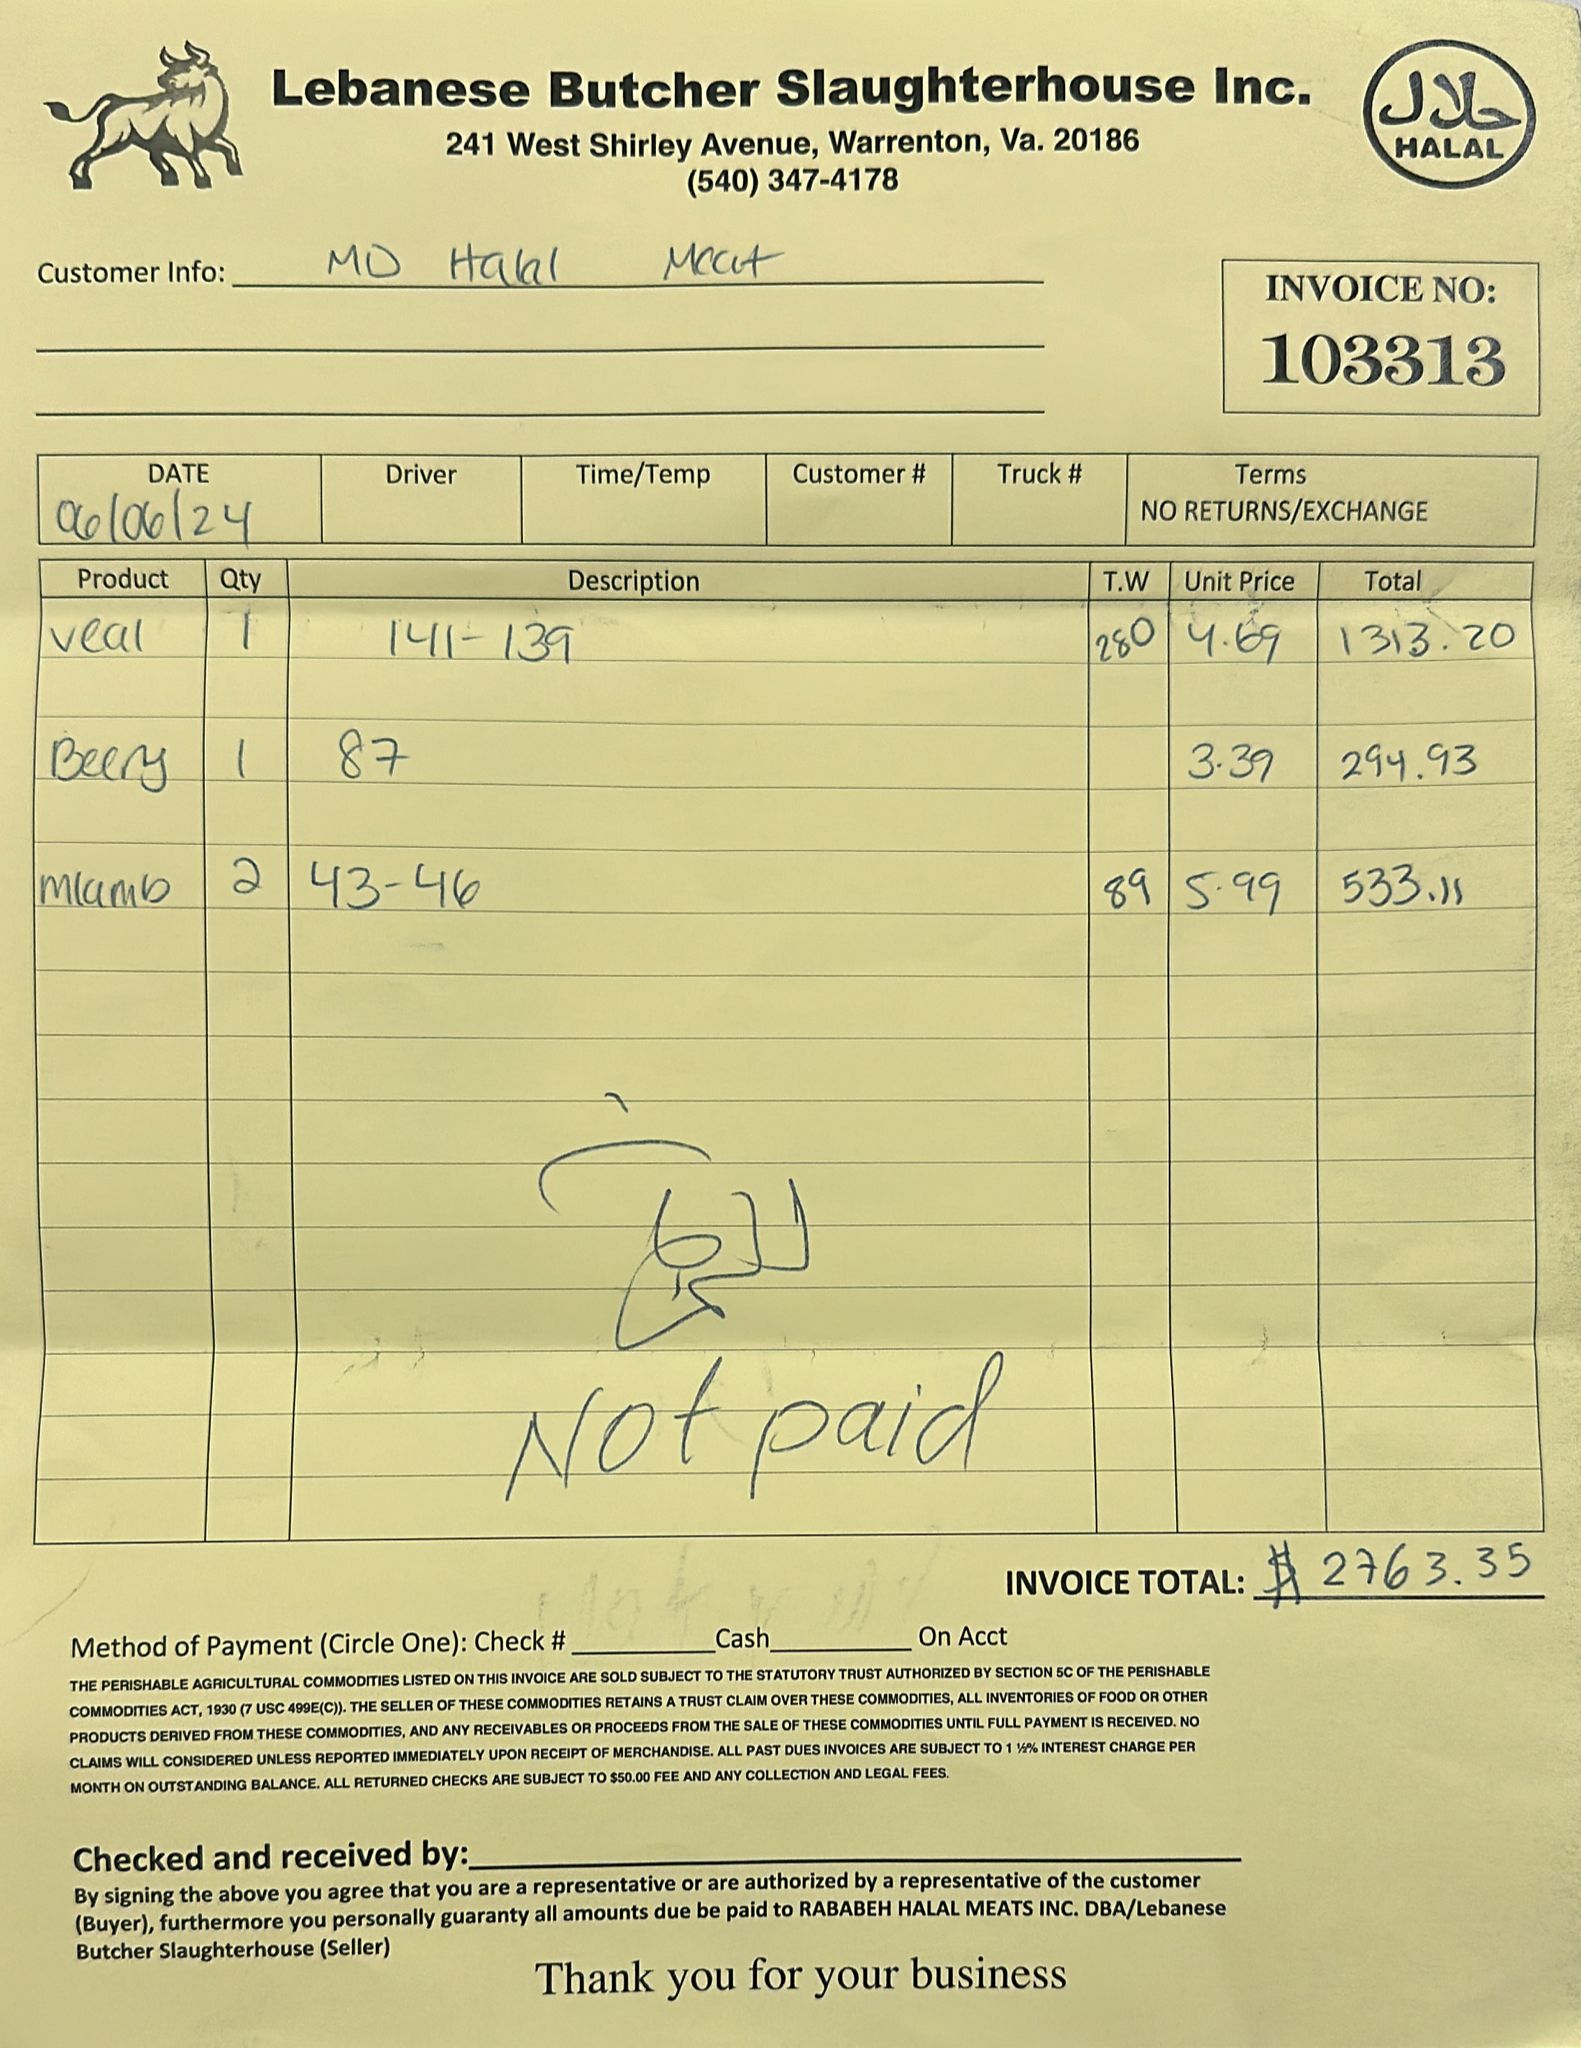 Lebanese Butcher Slaughterhouse Inc.
241 West Shirley Avenue, Warrenton, Va. 20186
(540) 347-4178
حلال
HALAL
Customer Info: MD Halal Meat
INVOICE NO:
103313
DATE Driver Time/Temp Customer # Truck # Terms
06/06/24 NO RETURNS/EXCHANGE
Product Qty Description T.W Unit Price Total
veal 1 141-139 280 4.69 1313.20
1 87 3.39 294.93
mlamb 2 43-46 89 5.99 533.11
Not paid
INVOICE TOTAL: $ 2763.35
Method of Payment (Circle One): Check # Cash On Acct
THE PERISHABLE AGRICULTURAL COMMODITIES LISTED ON THIS INVOICE ARE SOLD SUBJECT TO THE STATUTORY TRUST AUTHORIZED BY SECTION 5C OF THE PERISHABLE
COMMODITIES ACT, 1930 (7 USC 499E(C)). THE SELLER OF THESE COMMODITIES RETAINS A TRUST CLAIM OVER THESE COMMODITIES, ALL INVENTORIES OF FOOD OR OTHER
PRODUCTS DERIVED FROM THESE COMMODITIES, AND ANY RECEIVABLES OR PROCEEDS FROM THE SALE OF THESE COMMODITIES UNTIL FULL PAYMENT IS RECEIVED. NO
CLAIMS WILL CONSIDERED UNLESS REPORTED IMMEDIATELY UPON RECEIPT OF MERCHANDISE. ALL PAST DUES INVOICES ARE SUBJECT TO 1 ½% INTEREST CHARGE PER
MONTH ON OUTSTANDING BALANCE. ALL RETURNED CHECKS ARE SUBJECT TO $50.00 FEE AND ANY COLLECTION AND LEGAL FEES.
Checked and received by:
By signing the above you agree that you are a representative or are authorized by a representative of the customer
(Buyer), furthermore you personally guaranty all amounts due be paid to RABABEH HALAL MEATS INC. DBA/Lebanese
Butcher Slaughterhouse (Seller)
Thank you for your business